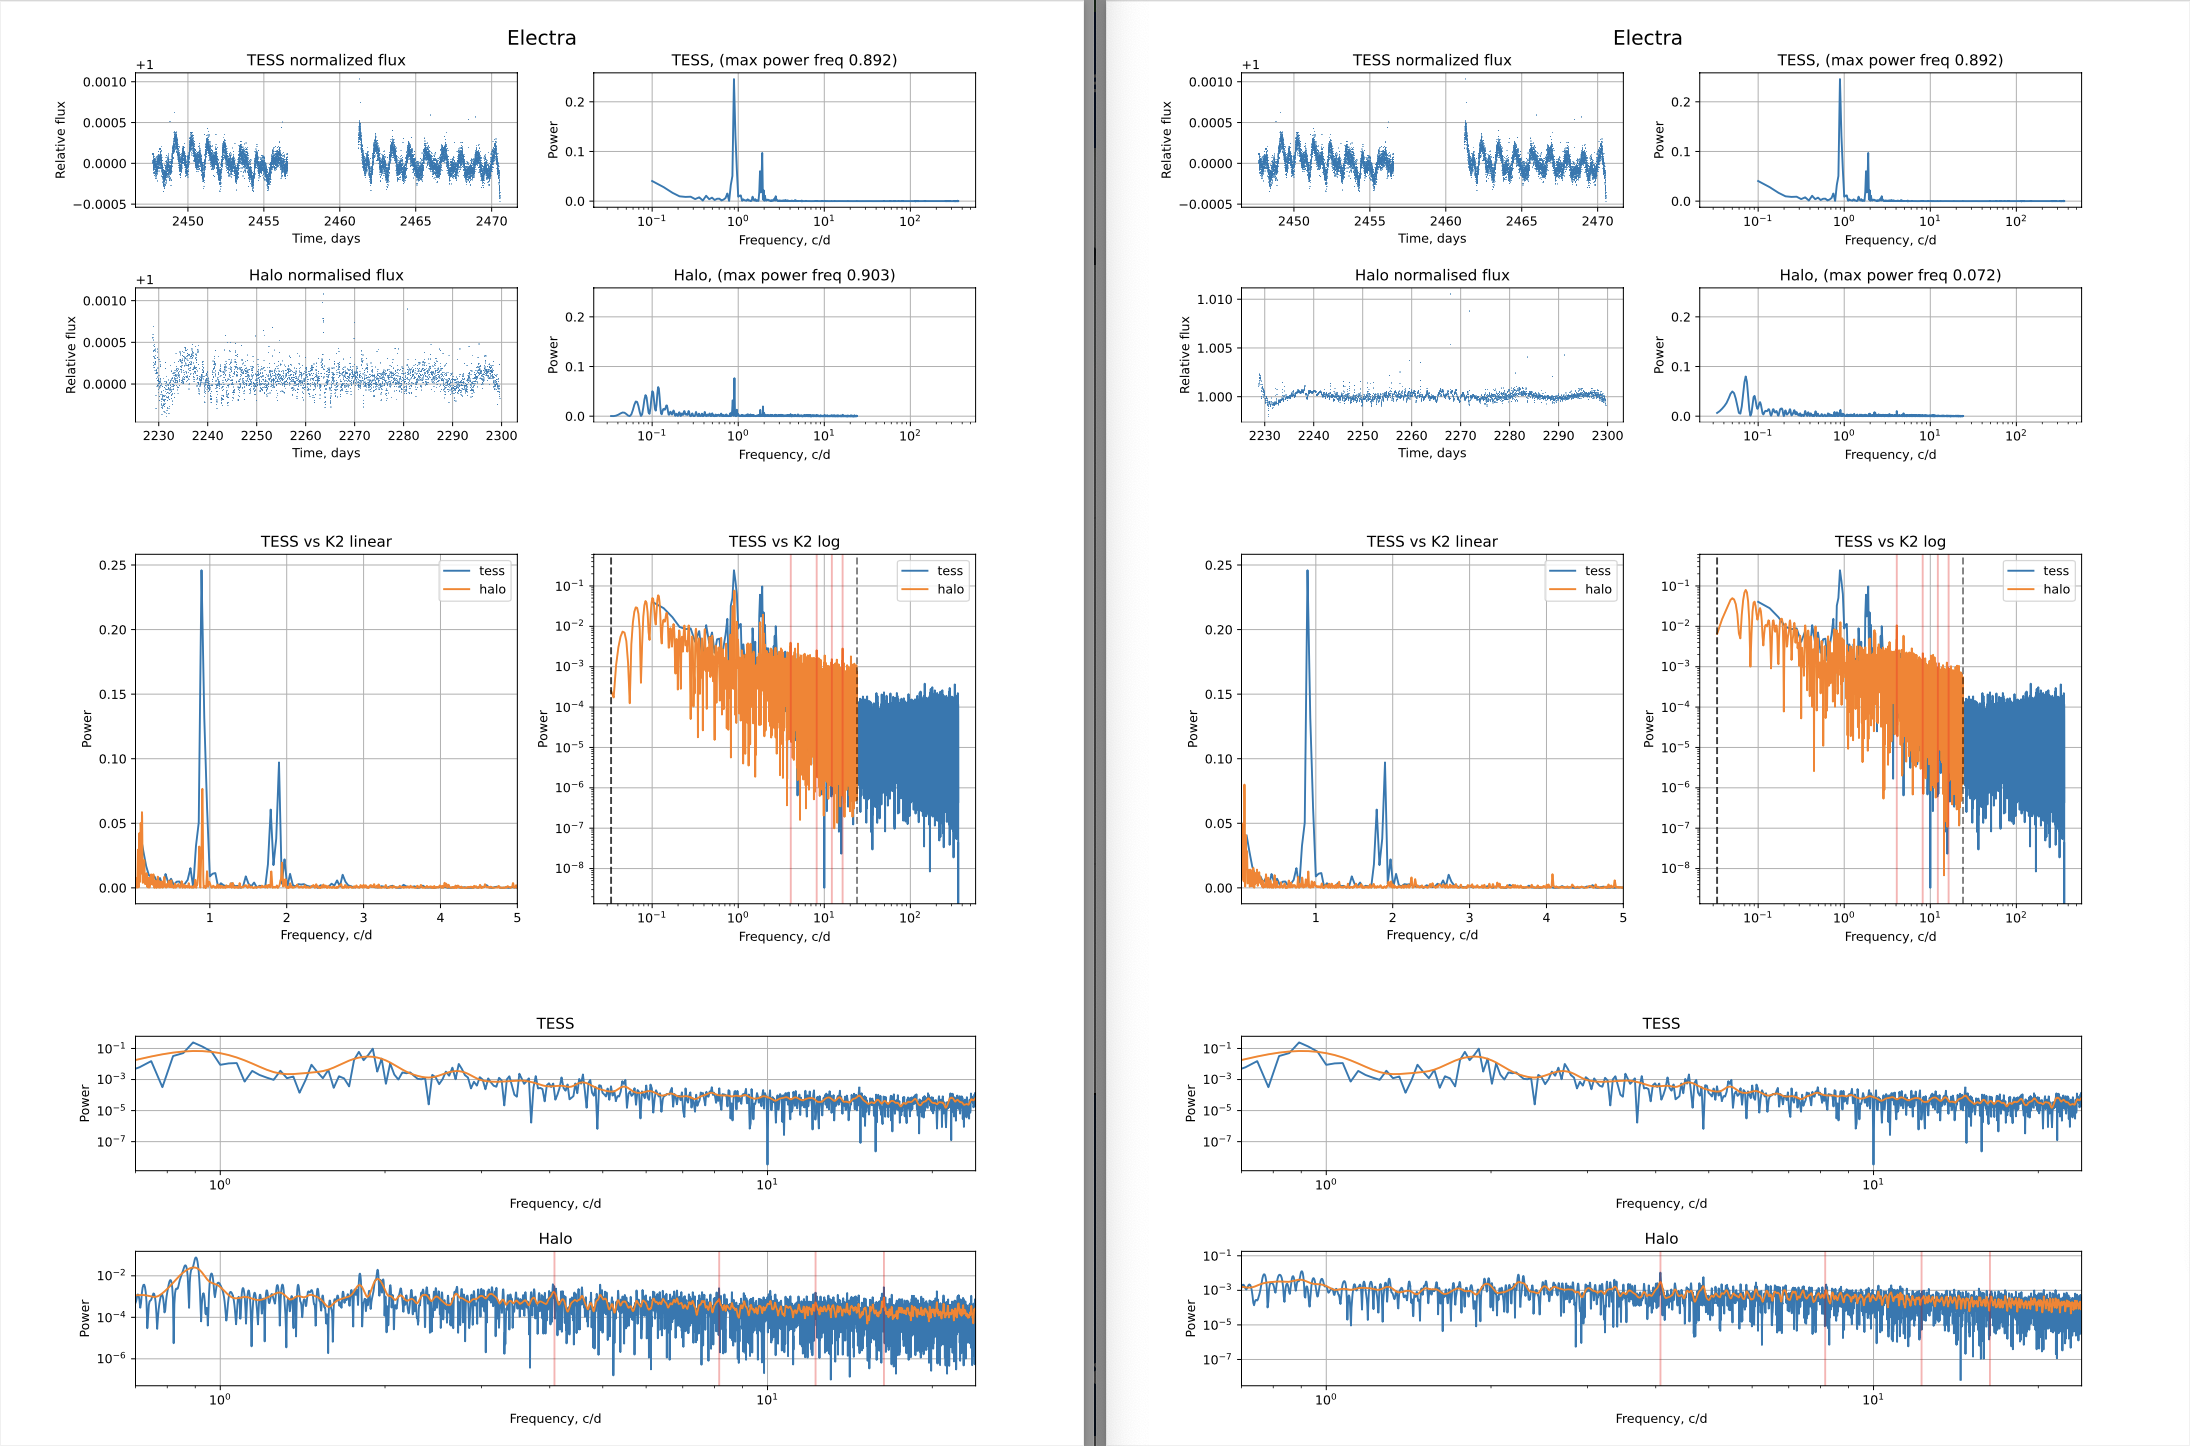 Electra
TESS normalized flux
+1
0.0010
0.0005
0.0000
−0.0005
Relative flux
2450 2455 2460 2465 2470
Time, days
TESS, (max power freq 0.892)
0.2
0.1
0.0
Power
10⁻¹ 10⁰ 10¹ 10²
Frequency, c/d
Halo normalised flux
+1
0.0010
0.0005
0.0000
Relative flux
2230 2240 2250 2260 2270 2280 2290 2300
Time, days
Halo, (max power freq 0.903)
0.2
0.1
0.0
Power
10⁻¹ 10⁰ 10¹ 10²
Frequency, c/d
TESS vs K2 linear
tess
halo
0.25
0.20
0.15
0.10
0.05
0.00
Power
1 2 3 4 5
Frequency, c/d
TESS vs K2 log
tess
halo
10⁻¹
10⁻²
10⁻³
10⁻⁴
10⁻⁵
10⁻⁶
10⁻⁷
10⁻⁸
Power
10⁻¹ 10⁰ 10¹ 10²
Frequency, c/d
TESS
10⁻¹
10⁻³
10⁻⁵
10⁻⁷
Power
10⁰ 10¹
Frequency, c/d
Halo
10⁻²
10⁻⁴
10⁻⁶
Power
10⁰ 10¹
Frequency, c/d
Electra
TESS normalized flux
+1
0.0010
0.0005
0.0000
−0.0005
Relative flux
2450 2455 2460 2465 2470
Time, days
TESS, (max power freq 0.892)
0.2
0.1
0.0
Power
10⁻¹ 10⁰ 10¹ 10²
Frequency, c/d
Halo normalised flux
1.010
1.005
1.000
Relative flux
2230 2240 2250 2260 2270 2280 2290 2300
Time, days
Halo, (max power freq 0.072)
0.2
0.1
0.0
Power
10⁻¹ 10⁰ 10¹ 10²
Frequency, c/d
TESS vs K2 linear
tess
halo
0.25
0.20
0.15
0.10
0.05
0.00
Power
1 2 3 4 5
Frequency, c/d
TESS vs K2 log
tess
halo
10⁻¹
10⁻²
10⁻³
10⁻⁴
10⁻⁵
10⁻⁶
10⁻⁷
10⁻⁸
Power
10⁻¹ 10⁰ 10¹ 10²
Frequency, c/d
TESS
10⁻¹
10⁻³
10⁻⁵
10⁻⁷
Power
10⁰ 10¹
Frequency, c/d
Halo
10⁻¹
10⁻³
10⁻⁵
10⁻⁷
Power
10⁰ 10¹
Frequency, c/d